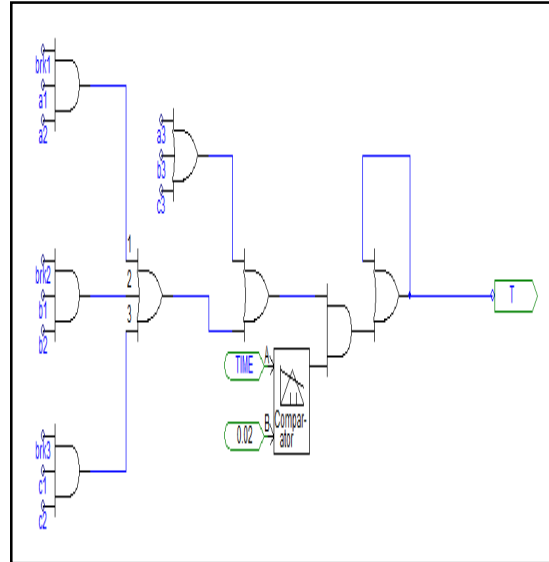 brk1
a1
a2
a3
b3
c3
brk2
b1
b2
1
2
3
T
TIME
A
0.02
B
Compar-
ator
brk3
c1
c2